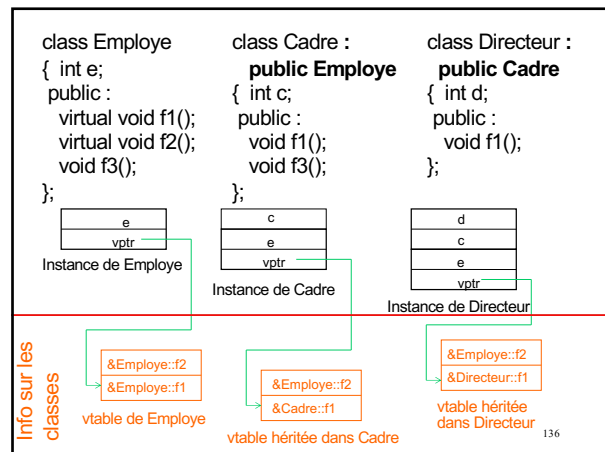 class Employe
{ int e;
public :
virtual void f1();
virtual void f2();
void f3();
};
class Cadre :
public Employe
{ int c;
public :
void f1();
void f3();
};
class Directeur :
public Cadre
{ int d;
public :
void f1();
};
e
vptr
Instance de Employe
c
e
vptr
Instance de Cadre
d
c
e
vptr
Instance de Directeur
Info sur les
classes
&Employe::f2
&Employe::f1
vtable de Employe
&Employe::f2
&Cadre::f1
vtable héritée dans Cadre
&Employe::f2
&Directeur::f1
vtable héritée
dans Directeur
136